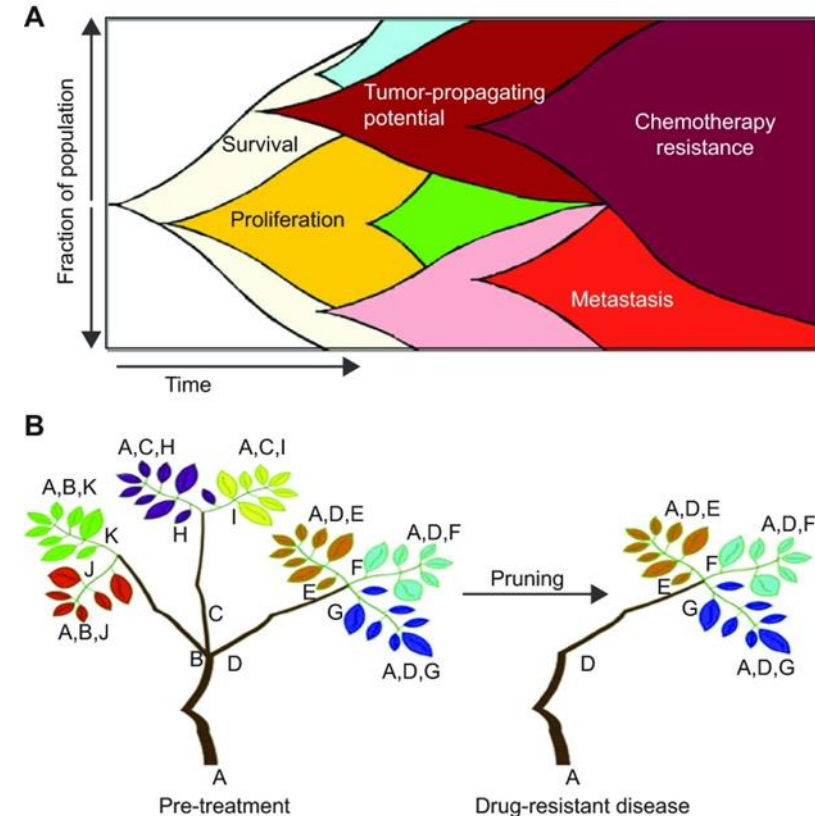 A
Fraction of population
Survival
Proliferation
Tumor-propagating
potential
Chemotherapy
resistance
Metastasis
Time
B
A,C,H
A,C,I
A,B,K
K
H
I
A,D,E
A,D,F
J
E
F
G
C
A,B,J
B
D
A,D,G
A
Pre-treatment
Pruning
A,D,E
A,D,F
F
E
G
D
A,D,G
A
Drug-resistant disease